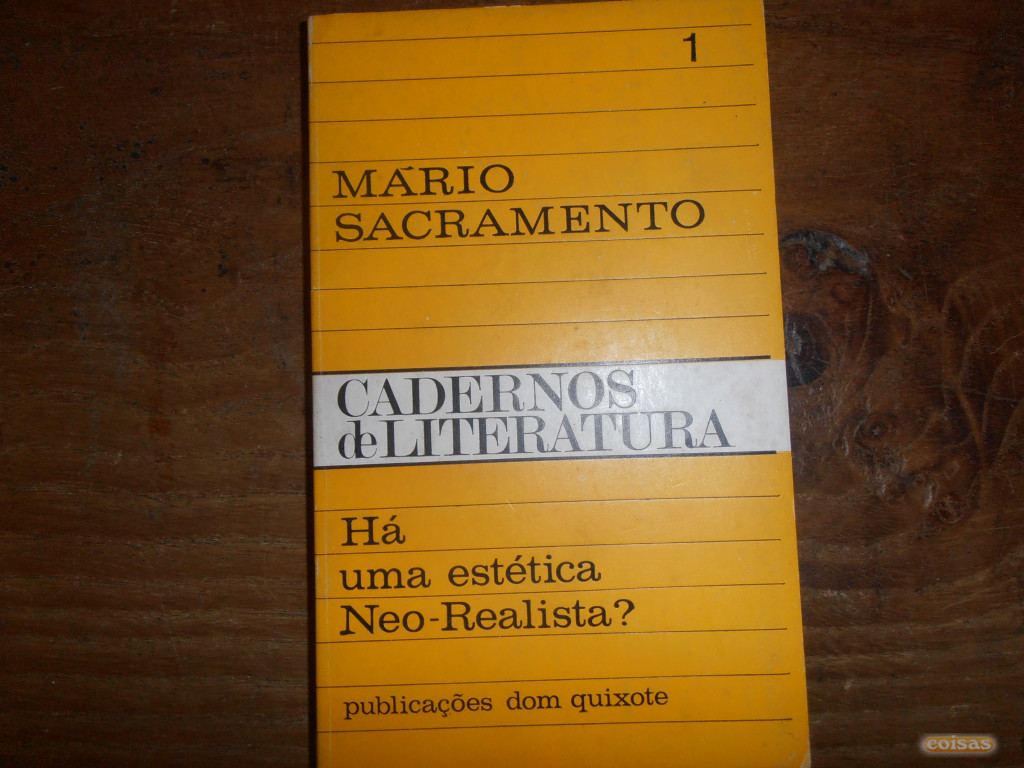 1
MÁRIO
SACRAMENTO
CADERNOS
de LITERATURA
Há
uma estética
Neo-Realista?
publicações dom quixote
coisas